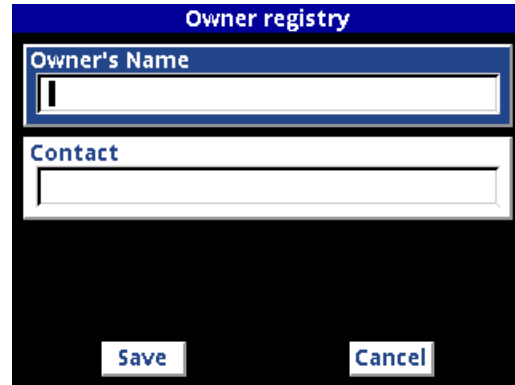 Owner registry
Owner's Name
Contact
Save
Cancel